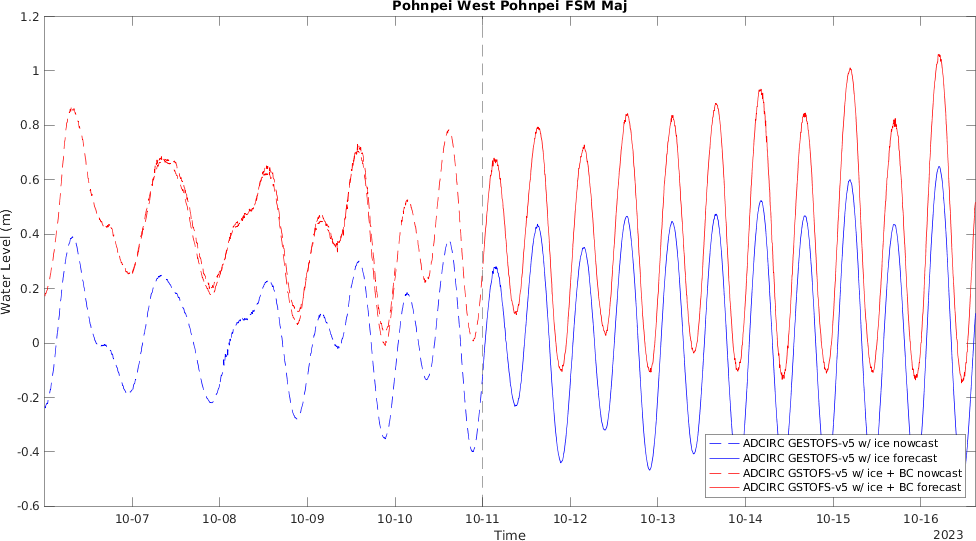 Pohnpei West Pohnpei FSM Maj
1.2
1
0.8
0.6
0.4
0.2
0
-0.2
-0.4
-0.6
Water Level (m)
ADCIRC GESTOFS-v5 w/ ice nowcast
ADCIRC GESTOFS-v5 w/ ice forecast
ADCIRC GSTOFS-v5 w/ ice + BC nowcast
ADCIRC GSTOFS-v5 w/ ice + BC forecast
10-07 10-08 10-09 10-10 10-11 10-12 10-13 10-14 10-15 10-16
Time
2023